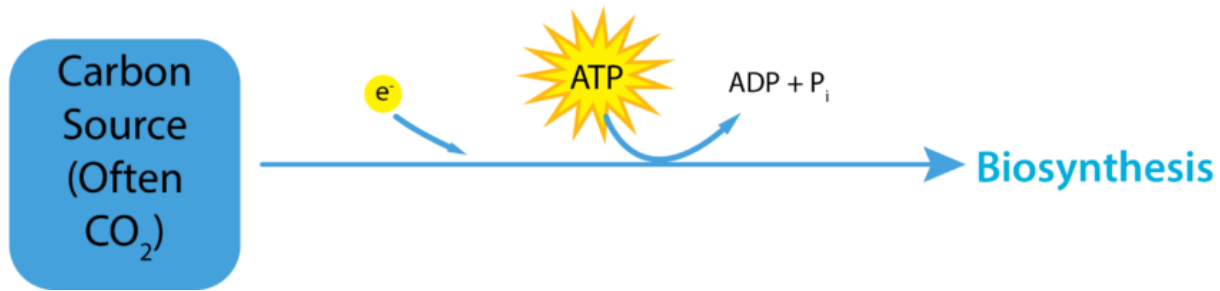 Carbon
Source
(Often
CO₂)
e⁻
ATP
ADP + Pᵢ
Biosynthesis